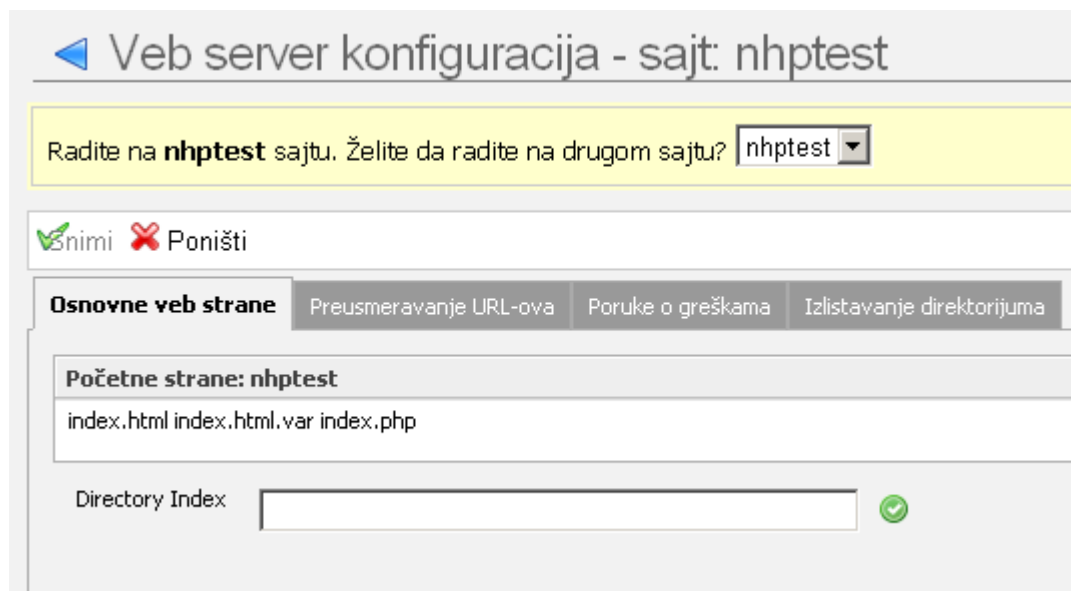 Veb server konfiguracija - sajt: nhptest
Radite na nhptest sajtu. Želite da radite na drugom sajtu? nhptest
Snimi Poništi
Osnovne veb strane Preusmeravanje URL-ova Poruke o greškama Izlistavanje direktorijuma
Početne strane: nhptest
index.html index.html.var index.php
Directory Index